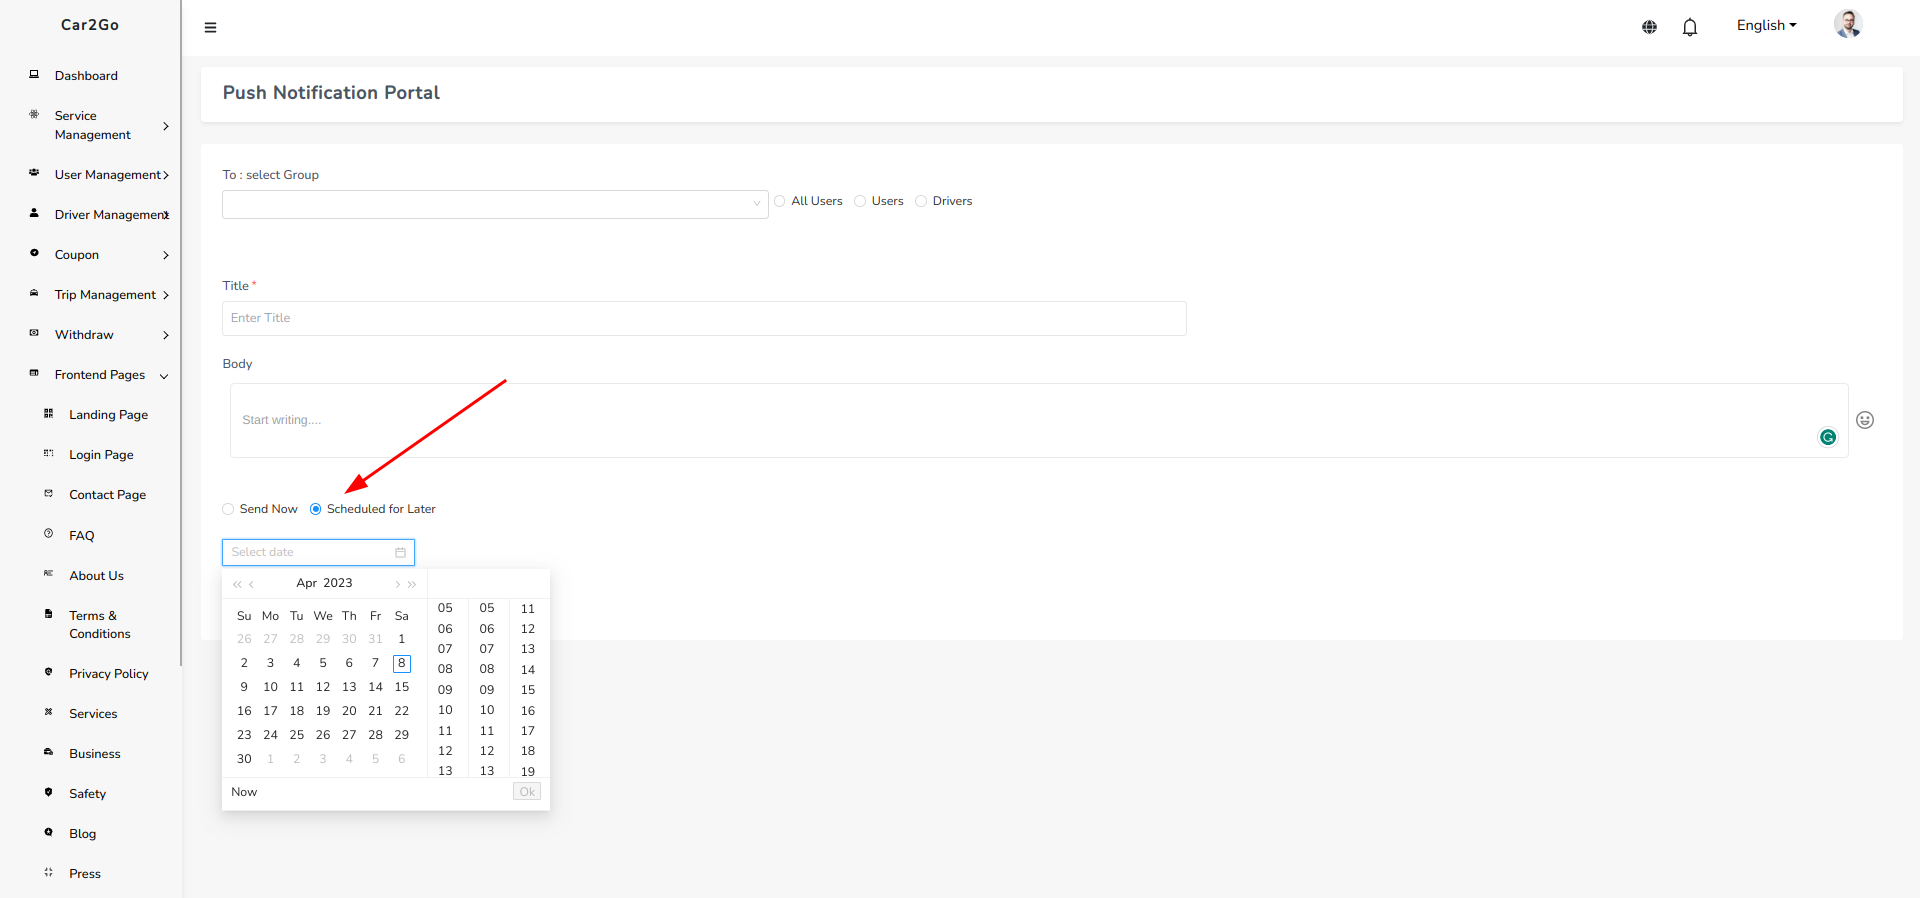 Car2Go
English
Dashboard
Service
Management
User Management
Driver Management
Coupon
Trip Management
Withdraw
Frontend Pages
Landing Page
Login Page
Contact Page
FAQ
About Us
Terms &
Conditions
Privacy Policy
Services
Business
Safety
Blog
Press
Push Notification Portal
To : select Group
All Users Users Drivers
Title *
Enter Title
Body
Start writing....
Send Now Scheduled for Later
Select date
Apr 2023
Su Mo Tu We Th Fr Sa
26 27 28 29 30 31 1
2 3 4 5 6 7 8
9 10 11 12 13 14 15
16 17 18 19 20 21 22
23 24 25 26 27 28 29
30 1 2 3 4 5 6
05 05 11
06 06 12
07 07 13
08 08 14
09 09 15
10 10 16
11 11 17
12 12 18
13 13 19
Now Ok